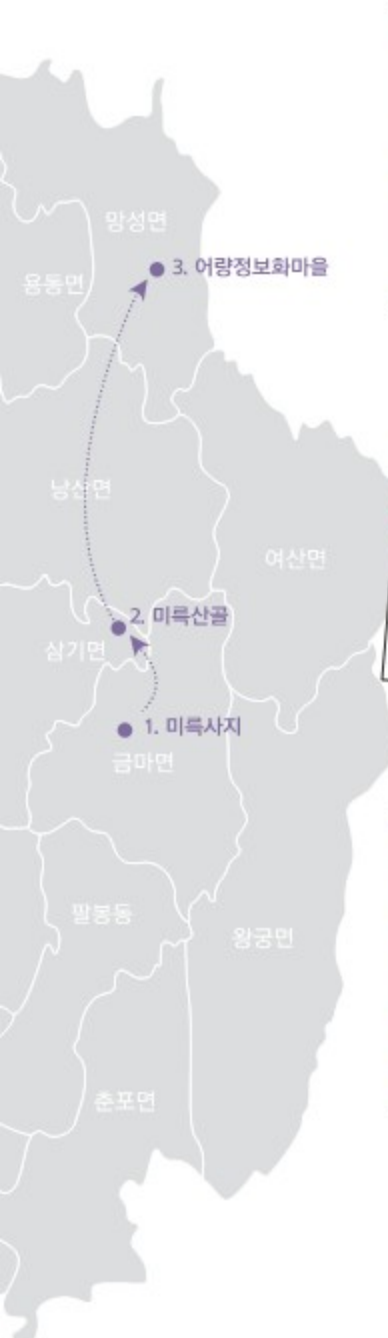 망성면
3. 어량정보화마을
용동면
낭산면
여산면
2. 미륵산골
삼기면
1. 미륵사지
금마면
팔봉동
왕궁면
춘포면